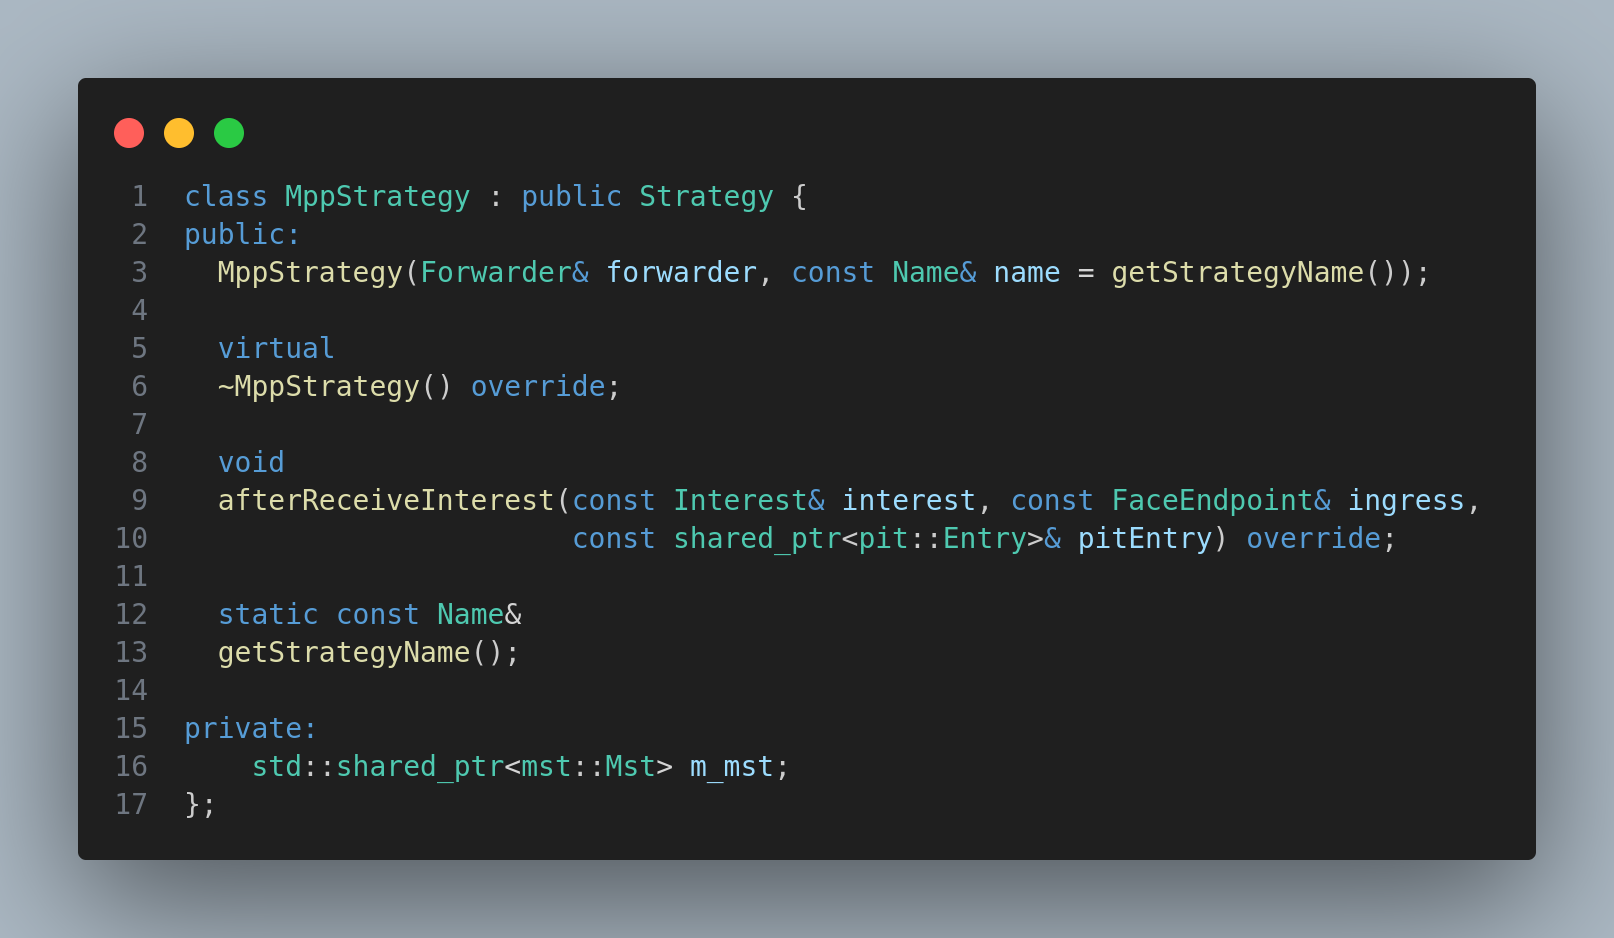 1 class MppStrategy : public Strategy {
2 public:
3   MppStrategy(Forwarder& forwarder, const Name& name = getStrategyName());
4
5   virtual
6   ~MppStrategy() override;
7
8   void
9   afterReceiveInterest(const Interest& interest, const FaceEndpoint& ingress,
10                       const shared_ptr<pit::Entry>& pitEntry) override;
11
12   static const Name&
13   getStrategyName();
14
15 private:
16     std::shared_ptr<mst::Mst> m_mst;
17 };